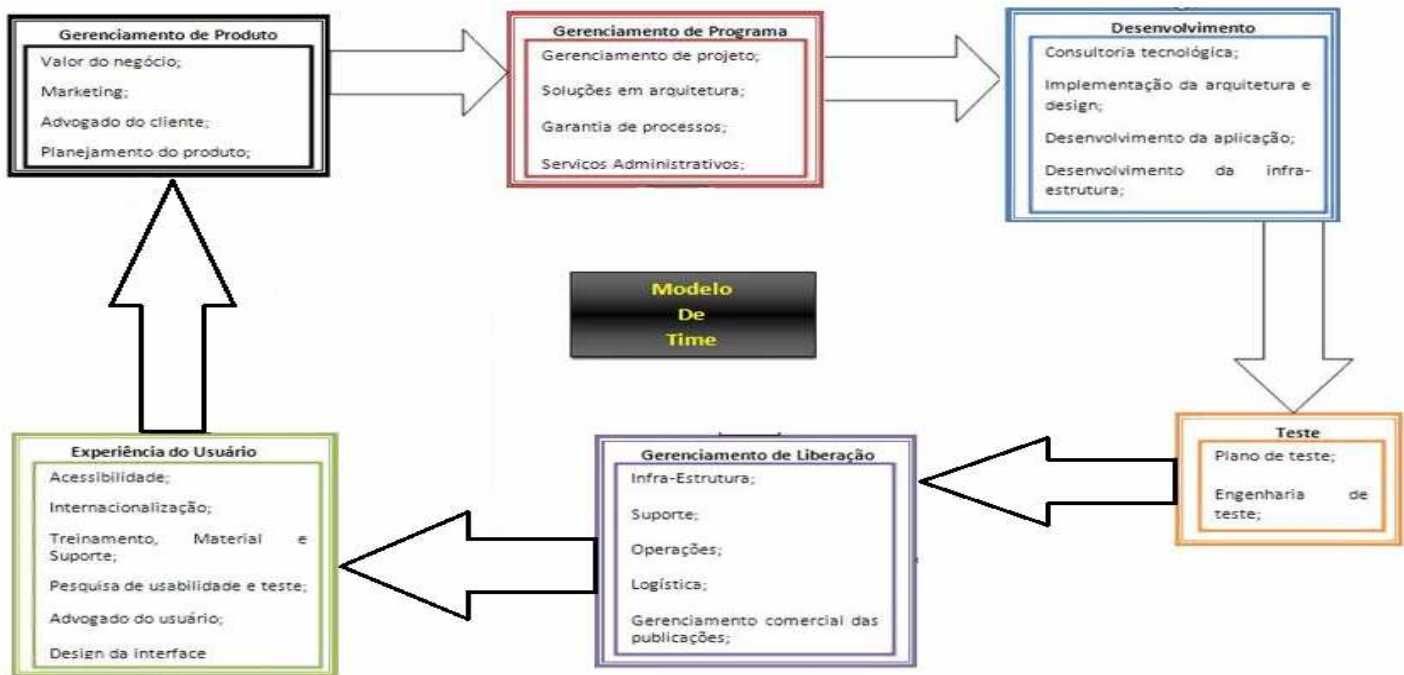 Gerenciamento de Produto
Valor do negócio;
Marketing;
Advogado do cliente;
Planejamento do produto;
Gerenciamento de Programa
Gerenciamento de projeto;
Soluções em arquitetura;
Garantia de processos;
Serviços Administrativos;
Desenvolvimento
Consultoria tecnológica;
Implementação da arquitetura e
design;
Desenvolvimento da aplicação;
Desenvolvimento da infra-
estrutura;
Modelo
De
Time
Experiência do Usuário
Acessibilidade;
Internacionalização;
Treinamento, Material e
Suporte;
Pesquisa de usabilidade e teste;
Advogado do usuário;
Design da interface
Gerenciamento de Liberação
Infra-Estrutura;
Suporte;
Operações;
Logística;
Gerenciamento comercial das
publicações;
Teste
Plano de teste;
Engenharia de
teste;